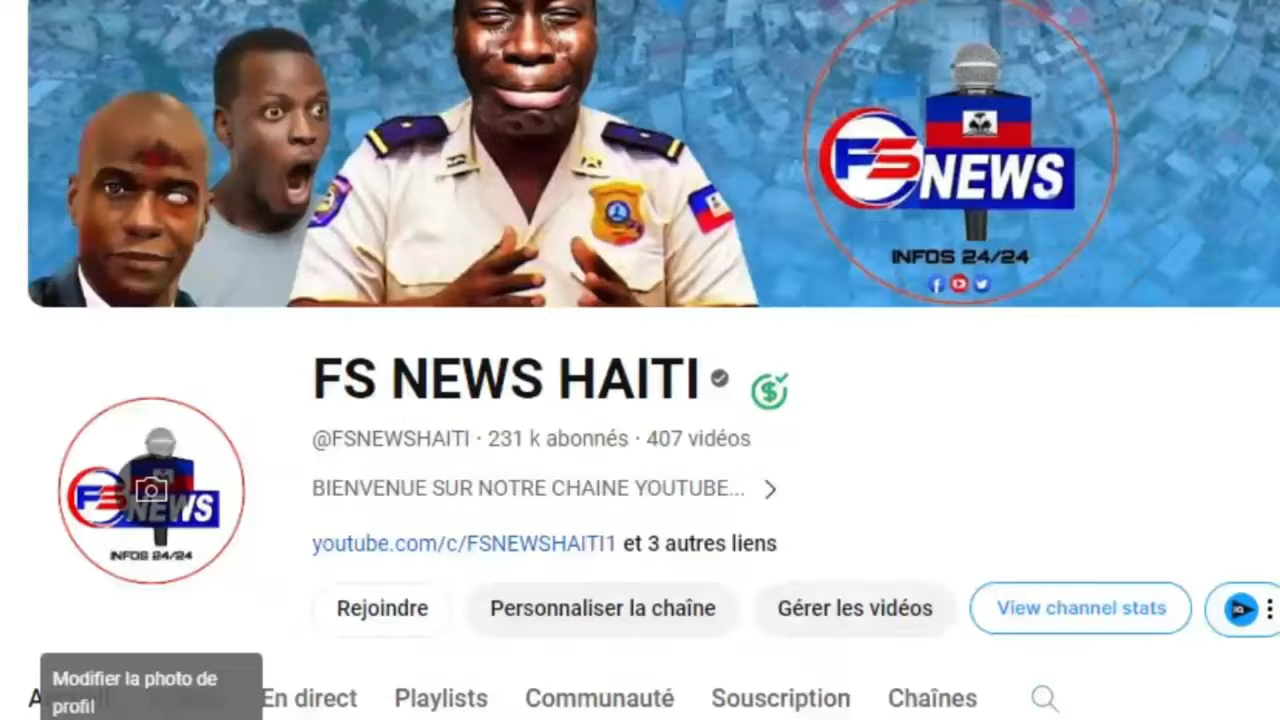 FS NEWS
INFOS 24/24
FS NEWS HAITI
@FSNEWSHAITI · 231 k abonnés · 407 vidéos
BIENVENUE SUR NOTRE CHAINE YOUTUBE...
youtube.com/c/FSNEWSHAITI1 et 3 autres liens
FS NEWS
INFOS 24/24
Rejoindre Personnaliser la chaîne Gérer les vidéos View channel stats
Modifier la photo de
profil
En direct Playlists Communauté Souscription Chaînes